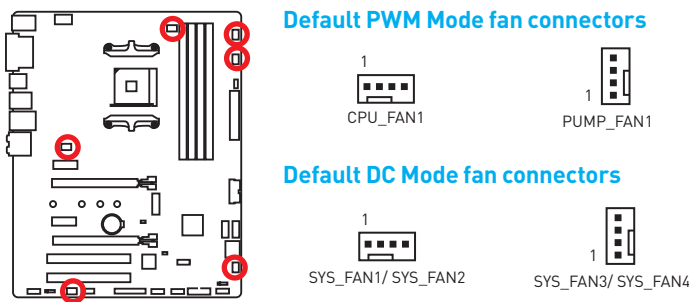 Default PWM Mode fan connectors
1
CPU_FAN1
1
PUMP_FAN1
Default DC Mode fan connectors
1
SYS_FAN1/ SYS_FAN2
1
SYS_FAN3/ SYS_FAN4